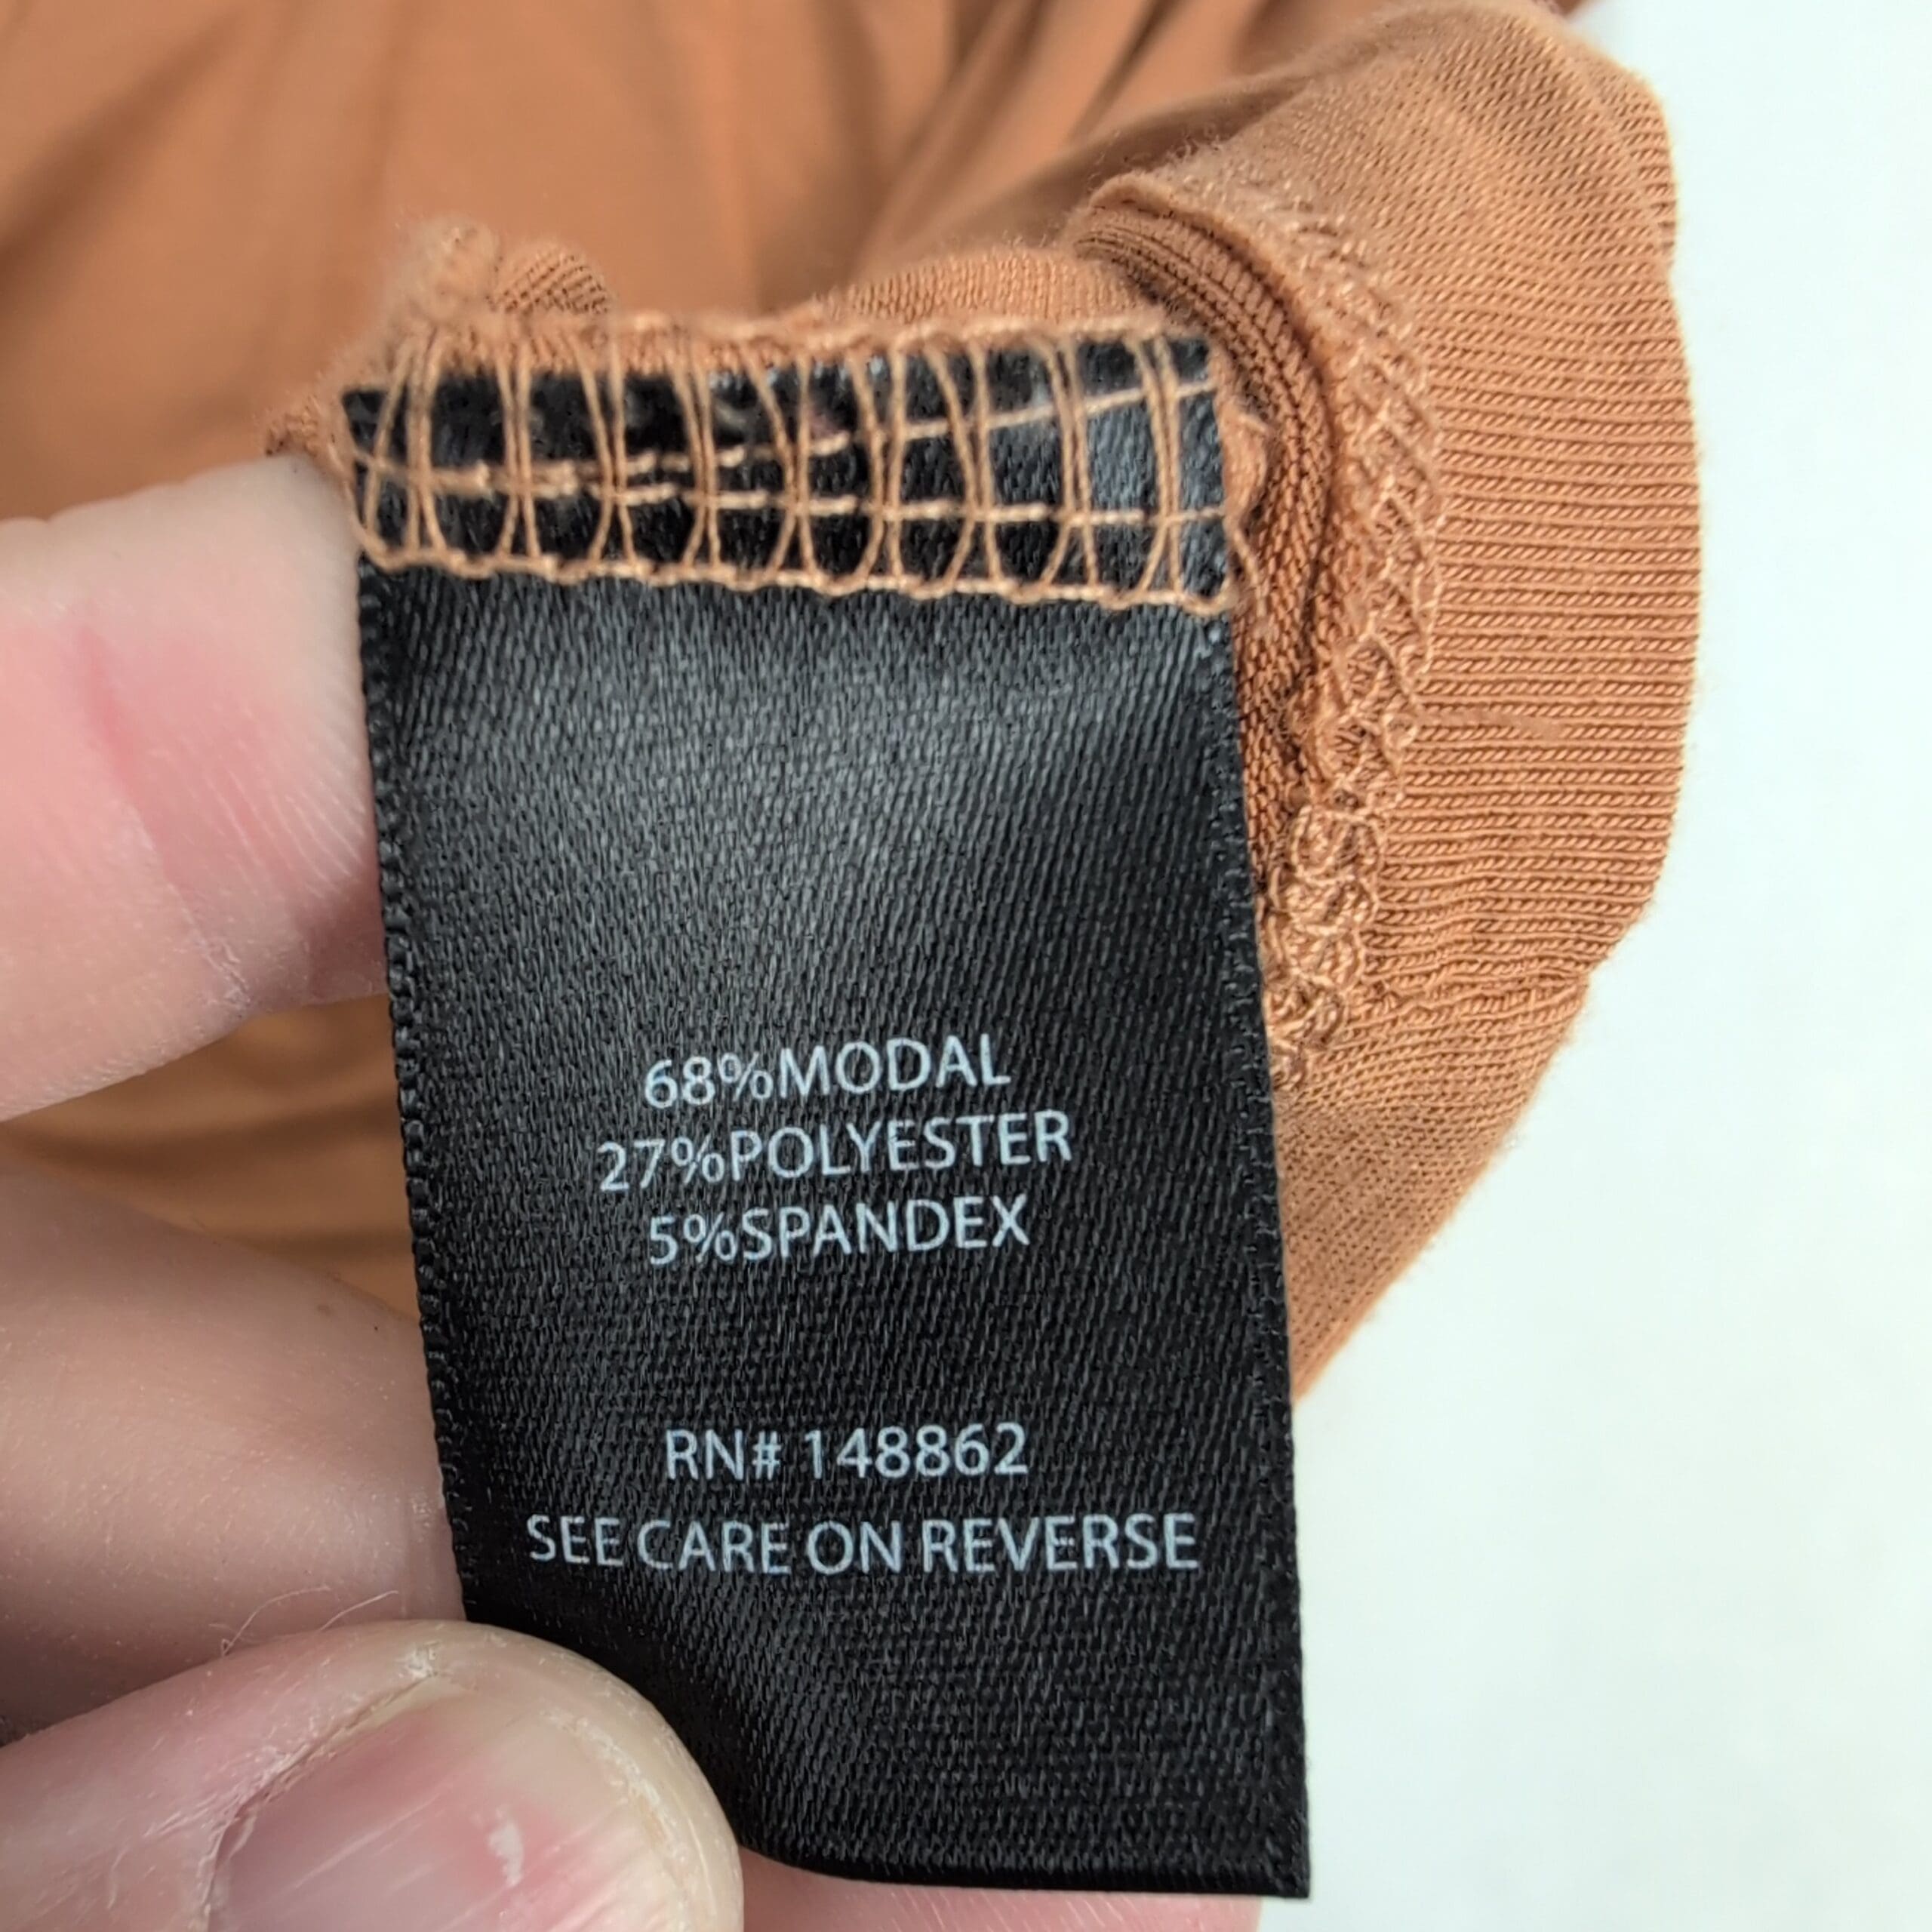 68%MODAL
27%POLYESTER
5%SPANDEX
RN# 148862
SEE CARE ON REVERSE